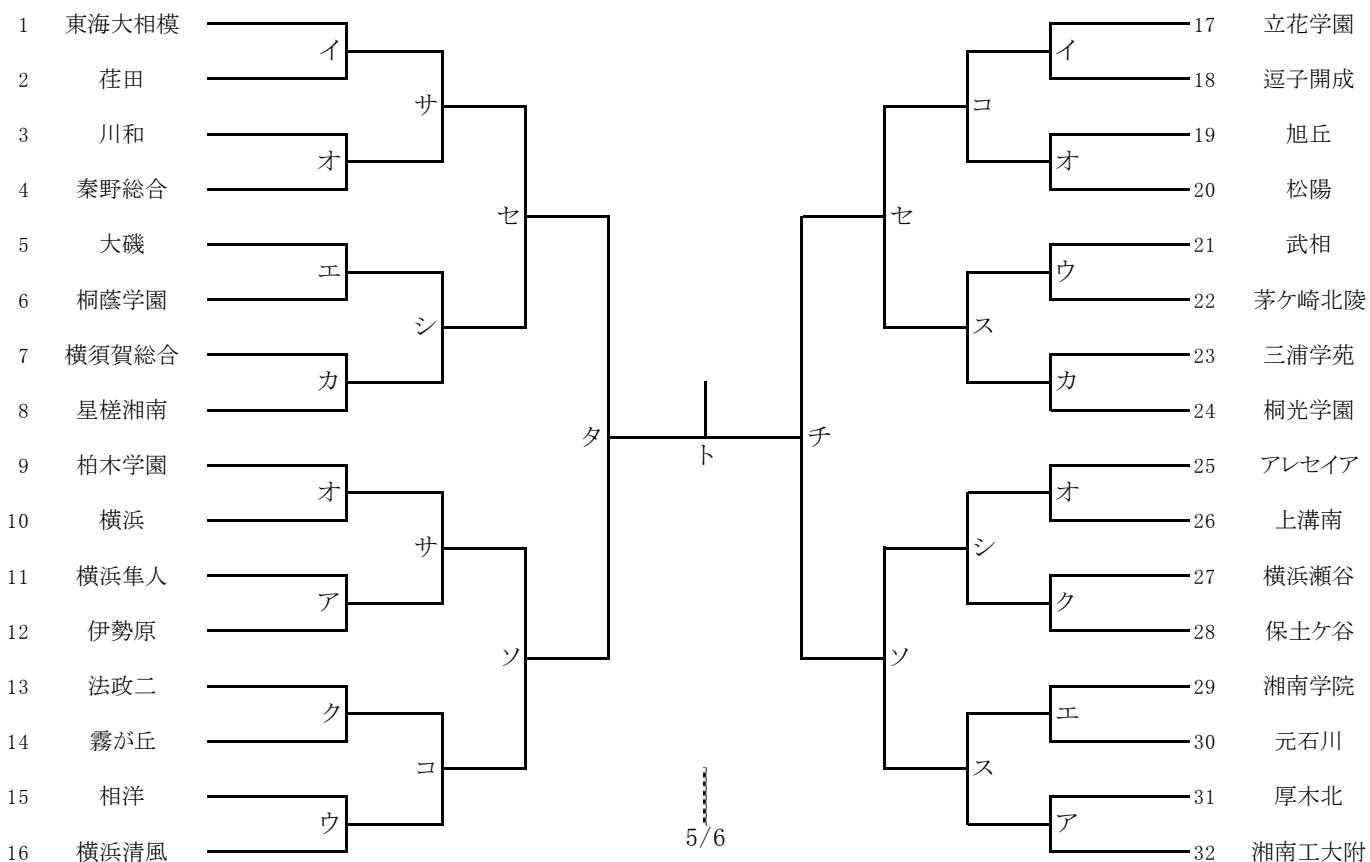 1 東海大相模
2 荏田
3 川和
4 秦野総合
5 大磯
6 桐蔭学園
7 横須賀総合
8 星槎湘南
9 柏木学園
10 横浜
11 横浜隼人
12 伊勢原
13 法政二
14 霧が丘
15 相洋
16 横浜清風
イ
オ
エ
カ
オ
ア
ク
ウ
サ
シ
サ
コ
セ
ソ
タ
ト
5/6
チ
セ
ソ
コ
ス
シ
ス
イ
オ
ウ
カ
オ
ク
エ
ア
17 立花学園
18 逗子開成
19 旭丘
20 松陽
21 武相
22 茅ケ崎北陵
23 三浦学苑
24 桐光学園
25 アレセイア
26 上溝南
27 横浜瀬谷
28 保土ケ谷
29 湘南学院
30 元石川
31 厚木北
32 湘南工大附